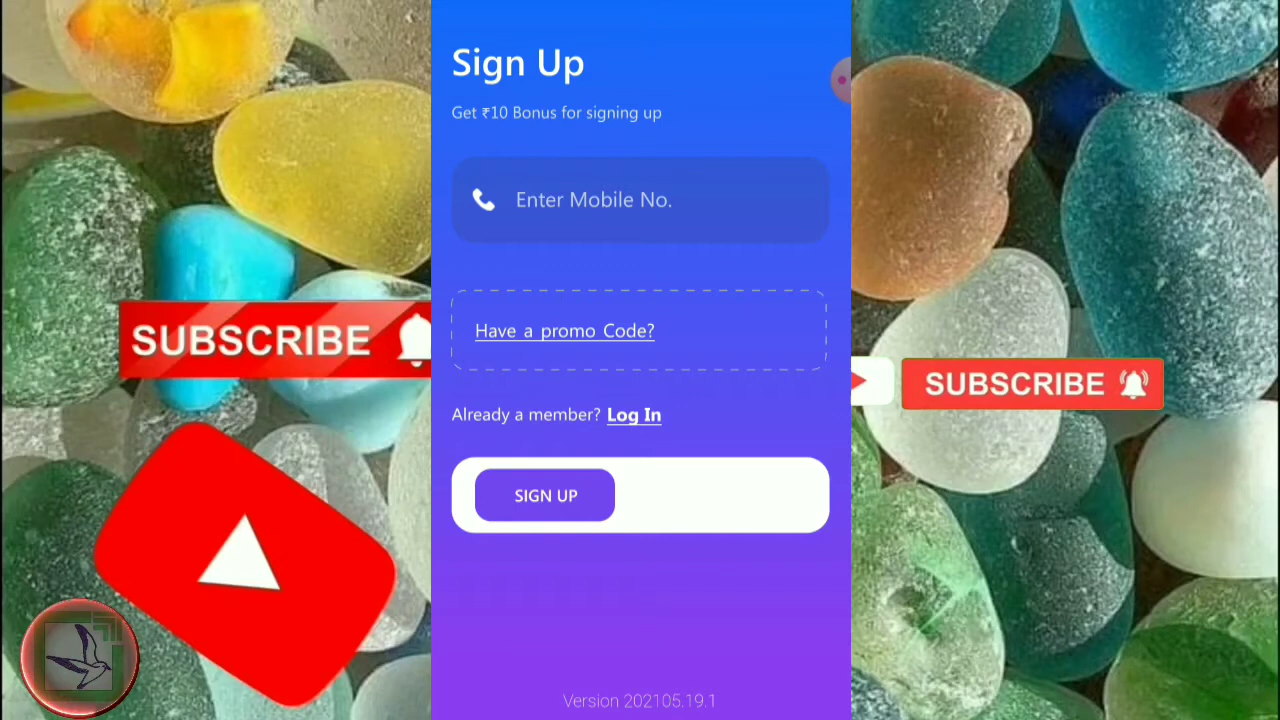 Sign Up
Get ₹10 Bonus for signing up
Enter Mobile No.
Have a promo Code?
Already a member? Log In
SIGN UP
Version 202105.19.1
SUBSCRIBE
SUBSCRIBE